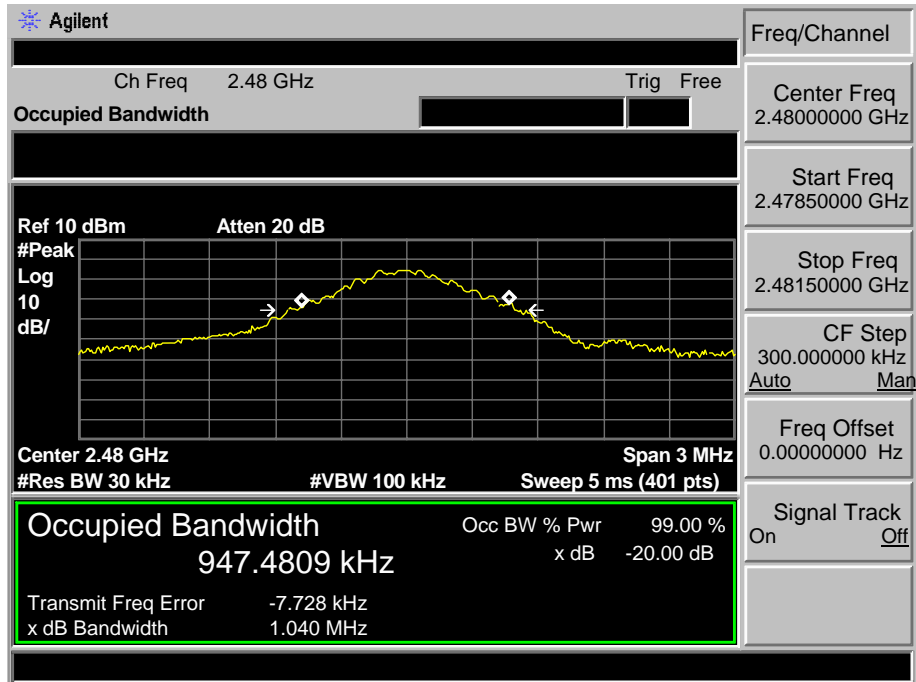 Agilent
Freq/Channel
Ch Freq 2.48 GHz Trig Free
Occupied Bandwidth
Center Freq
2.48000000 GHz
Start Freq
2.47850000 GHz
Stop Freq
2.48150000 GHz
CF Step
300.000000 kHz
Auto Man
Freq Offset
0.00000000 Hz
Signal Track
On Off
Ref 10 dBm Atten 20 dB
#Peak
Log
10
dB/
Center 2.48 GHz Span 3 MHz
#Res BW 30 kHz #VBW 100 kHz Sweep 5 ms (401 pts)
Occupied Bandwidth Occ BW % Pwr 99.00 %
947.4809 kHz x dB -20.00 dB
Transmit Freq Error -7.728 kHz
x dB Bandwidth 1.040 MHz